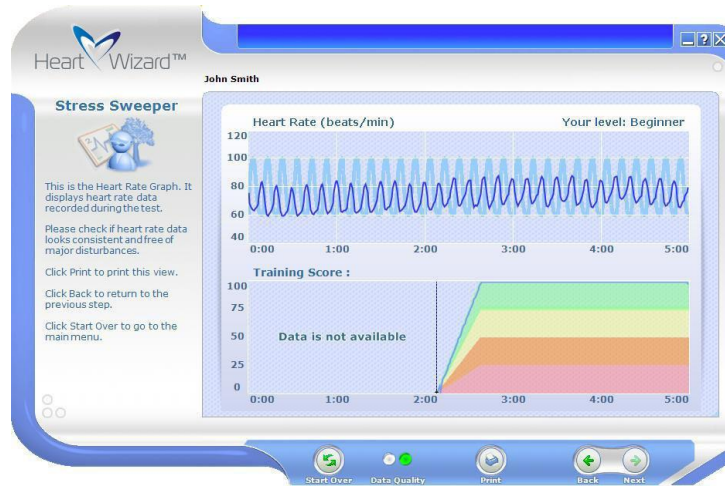 Heart Wizard™
John Smith
Stress Sweeper
This is the Heart Rate Graph. It
displays heart rate data
recorded during the test.
Please check if heart rate data
looks consistent and free of
major disturbances.
Click Print to print this view.
Click Back to return to the
previous step.
Click Start Over to go to the
main menu.
Heart Rate (beats/min)
Your level: Beginner
120
100
80
60
40
0:00 1:00 2:00 3:00 4:00 5:00
Training Score :
100
75
50
25
0
Data is not available
0:00 1:00 2:00 3:00 4:00 5:00
Start Over
Data Quality
Print
Back
Next